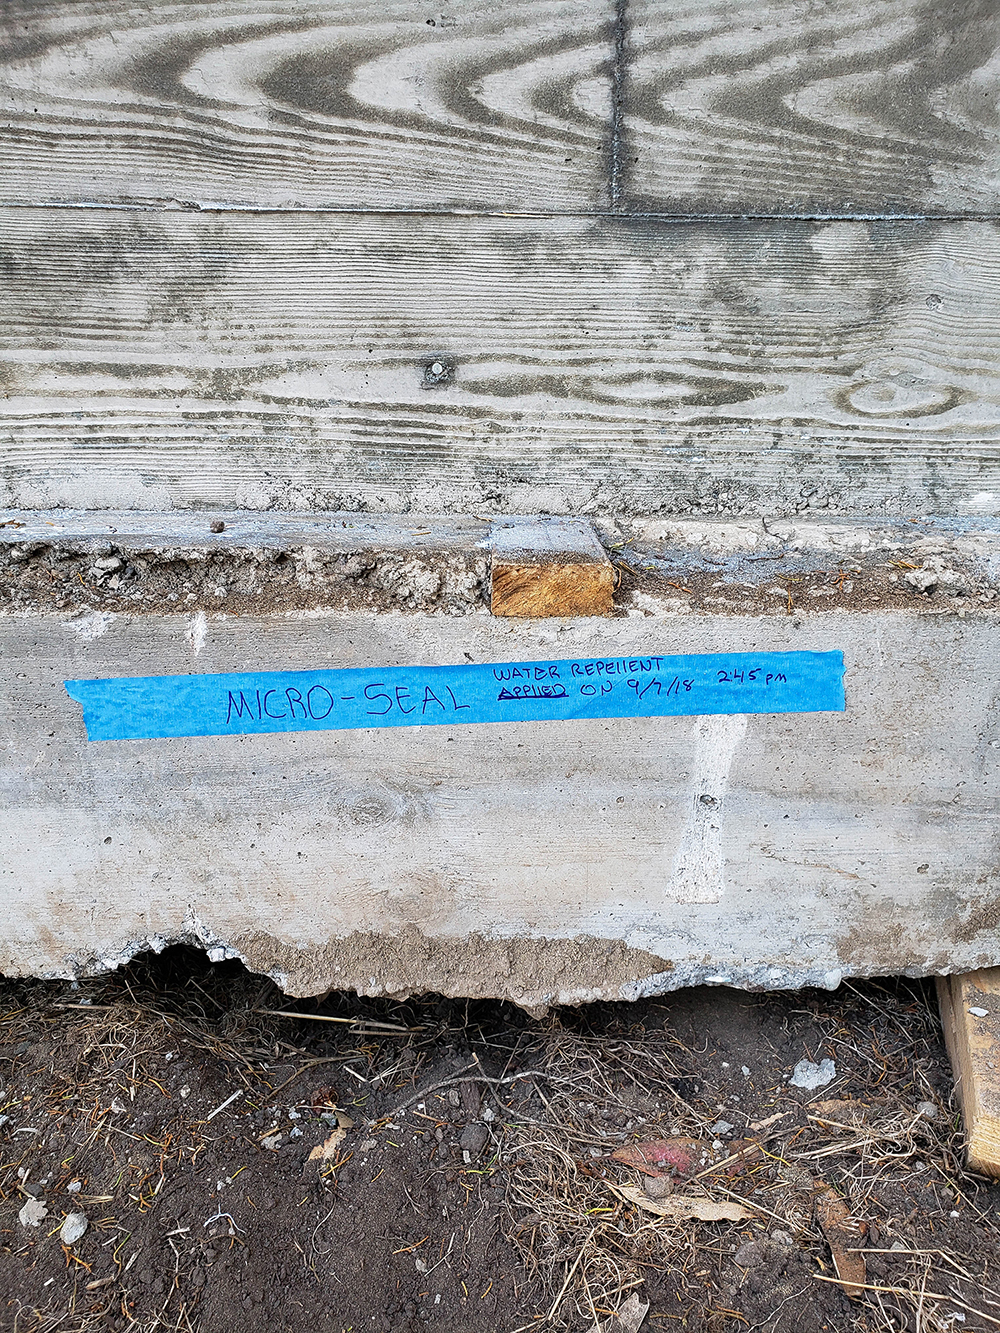 MICRO-SEAL
WATER REPELLENT
APPLIED ON 9/7/18 2:45 PM